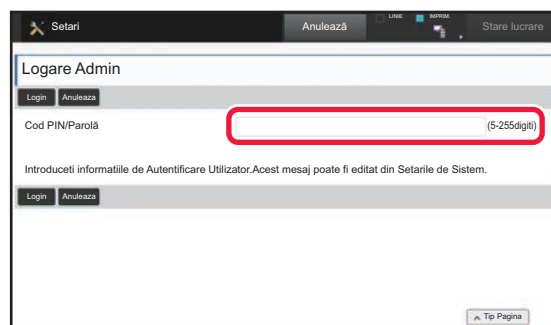 Setari Anulează LINIE IMPRIM. Stare lucrare
Logare Admin
Login Anuleaza
Cod PIN/Parolă (5-255digiti)
Introduceti informatiile de Autentificare Utilizator.Acest mesaj poate fi editat din Setarile de Sistem.
Login Anuleaza
Tip Pagina